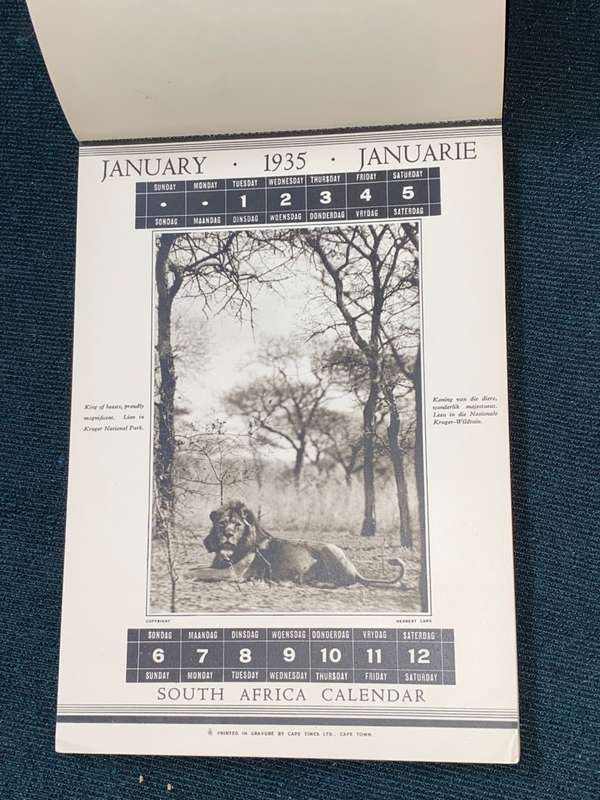 JANUARY · 1935 · JANUARIE
SUNDAY MONDAY TUESDAY WEDNESDAY THURSDAY FRIDAY SATURDAY
· · 1 2 3 4 5
SONDAG MAANDAG DINSDAG WOENSDAG DONDERDAG VRYDAG SATERDAG
King of beasts, proudly
magnificent. Lion in
Kruger National Park.
Koning van die diere,
wonderlik majestueus.
Leeu in die Nasionale
Kruger-Wildtuin.
COPYRIGHT
HERBERT
SONDAG MAANDAG DINSDAG WOENSDAG DONDERDAG VRYDAG SATERDAG
6 7 8 9 10 11 12
SUNDAY MONDAY TUESDAY WEDNESDAY THURSDAY FRIDAY SATURDAY
SOUTH AFRICA CALENDAR
PRINTED IN GRAVURE BY CAPE TIMES LTD., CAPE TOWN.